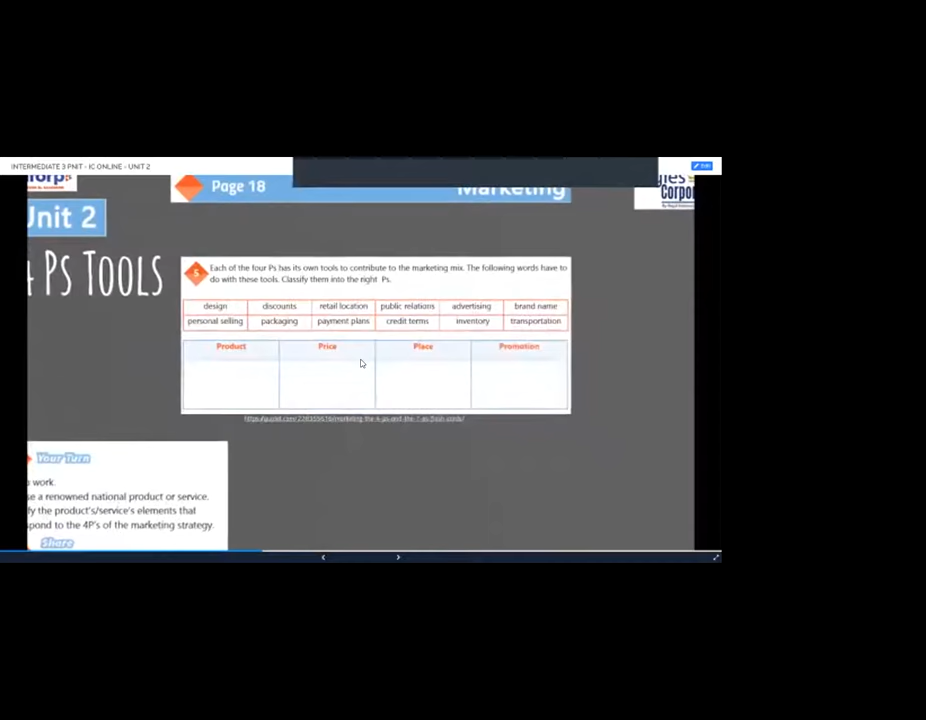 INTERMEDIATE 3 PNIT - IC ONLINE - UNIT 2
Edit
Page 18
Marketing
Corpor
Unit 2
4 Ps TOOLS
5 Each of the four Ps has its own tools to contribute to the marketing mix. The following words have to
do with these tools. Classify them into the right Ps.
design discounts retail location public relations advertising brand name
personal selling packaging payment plans credit terms inventory transportation
Product Price Place Promotion
Your Turn
o work.
se a renowned national product or service.
fy the product's/service's elements that
spond to the 4P's of the marketing strategy.
Share